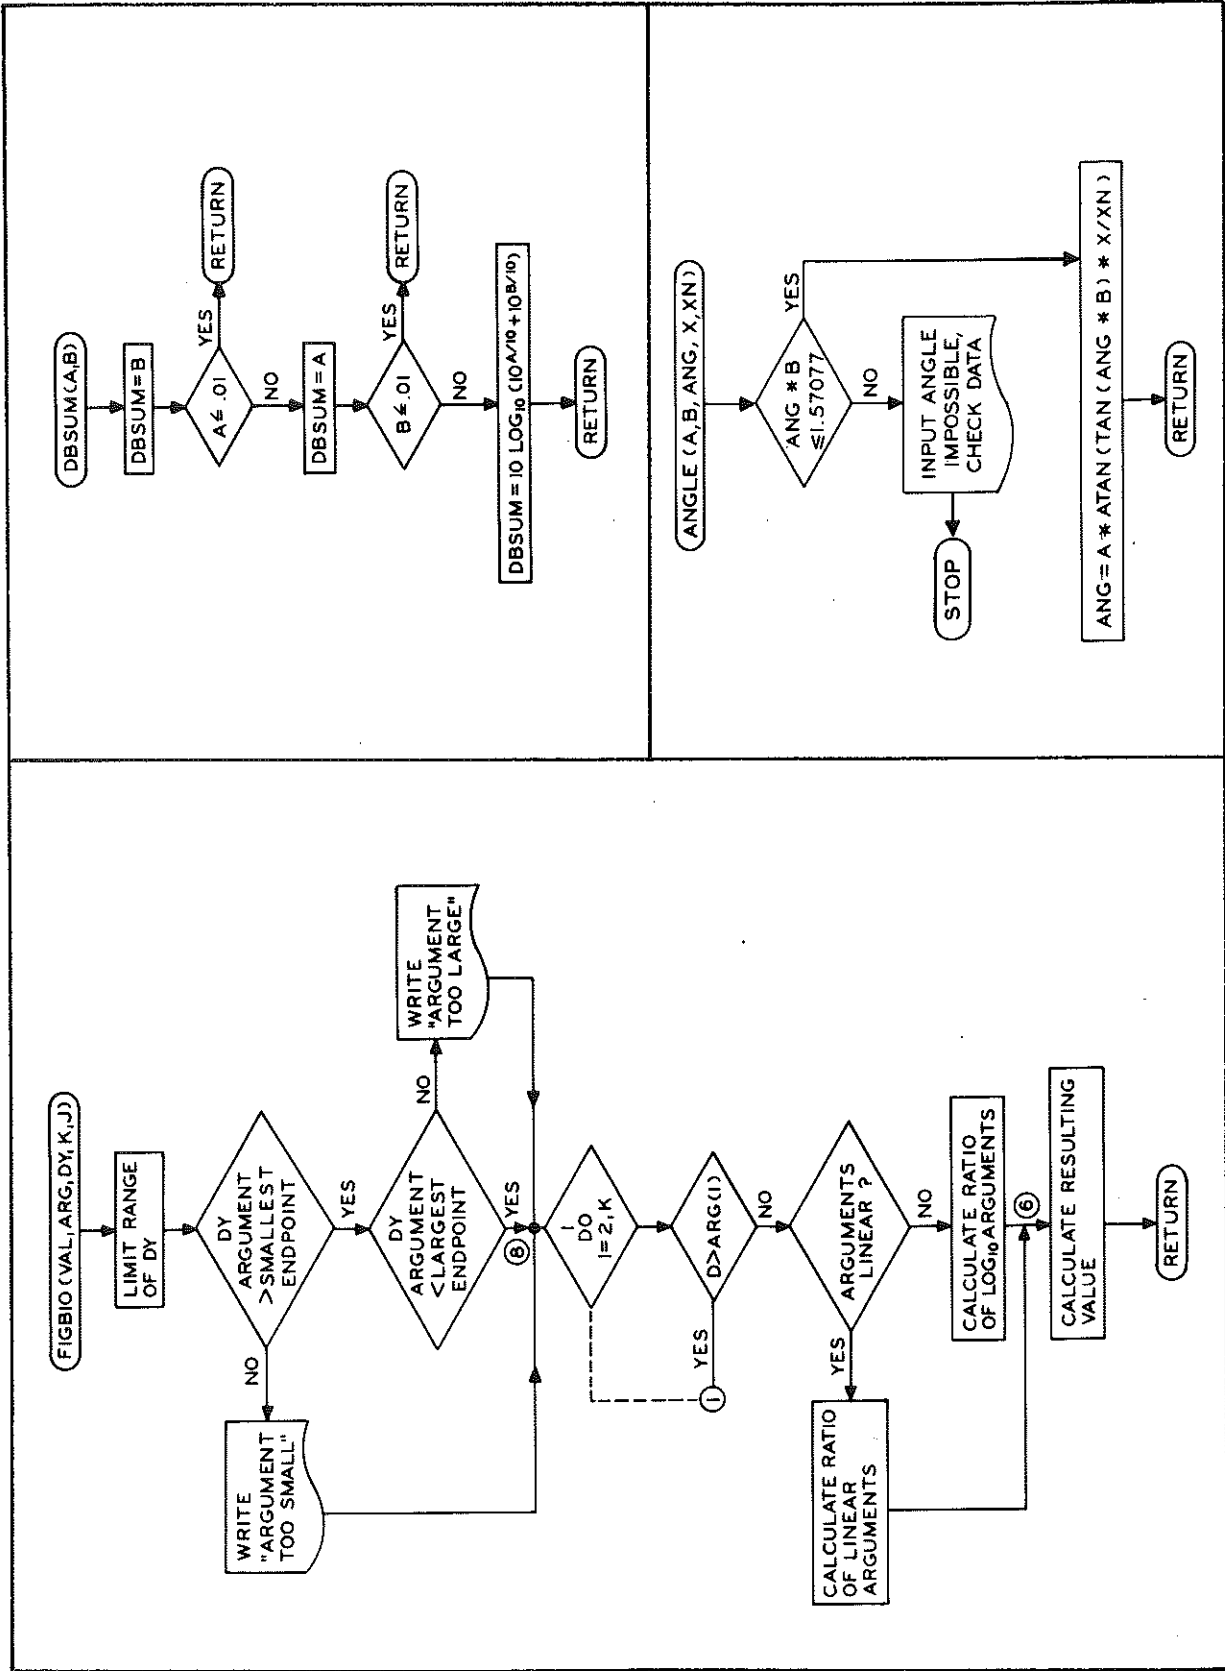 FIGBIO (VAL, ARG, DY, K, J)
LIMIT RANGE
OF DY
DY
ARGUMENT
>SMALLEST
ENDPOINT
NO
YES
WRITE
"ARGUMENT
TOO SMALL"
DY
ARGUMENT
<LARGEST
ENDPOINT
NO
YES
WRITE
"ARGUMENT
TOO LARGE"
8
1
DO
I=2,K
D>ARG(I)
YES
1
NO
ARGUMENTS
LINEAR ?
YES
NO
CALCULATE RATIO
OF LINEAR
ARGUMENTS
CALCULATE RATIO
OF LOG10 ARGUMENTS
6
CALCULATE RESULTING
VALUE
RETURN
DBSUM (A,B)
DBSUM=B
A≤.01
YES
RETURN
NO
DBSUM=A
B≤.01
YES
RETURN
NO
DBSUM=10 LOG10 (10A/10+10B/10)
RETURN
ANGLE (A,B, ANG, X,XN)
ANG * B
≤1.57077
YES
NO
INPUT ANGLE
IMPOSSIBLE,
CHECK DATA
STOP
ANG=A * ATAN (TAN (ANG * B) * X/XN)
RETURN